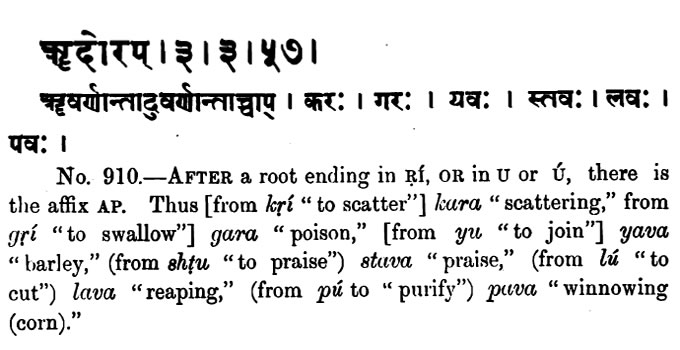 ॠदोरप् । ३ । ३ । ५७ ।
ॠवर्णान्तादुवर्णान्ताच्चाप् । करः । गरः । यवः । स्तवः । लवः ।
पवः ।
No. 910.—AFTER a root ending in ṚÍ, OR in U or Ú, there is
the affix AP. Thus [from kṛí “to scatter”] kara “scattering,” from
gṛí “to swallow”] gara “poison,” [from yu “to join”] yava
“barley,” (from shṭu “to praise”) stava “praise,” (from lú “to
cut”) lava “reaping,” (from pú to “purify”) pava “winnowing
(corn).”